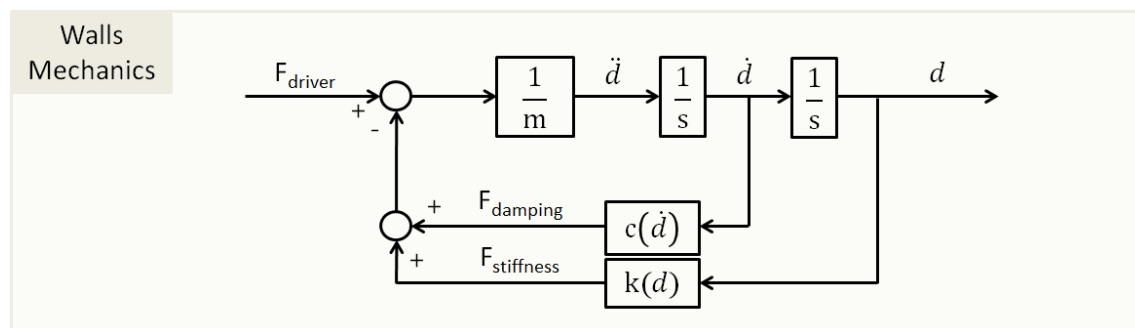 Walls
Mechanics
F_driver
+
-
1
m
d̈
1
s
ḋ
1
s
d
+
F_damping
c(ḋ)
+
F_stiffness
k(d)